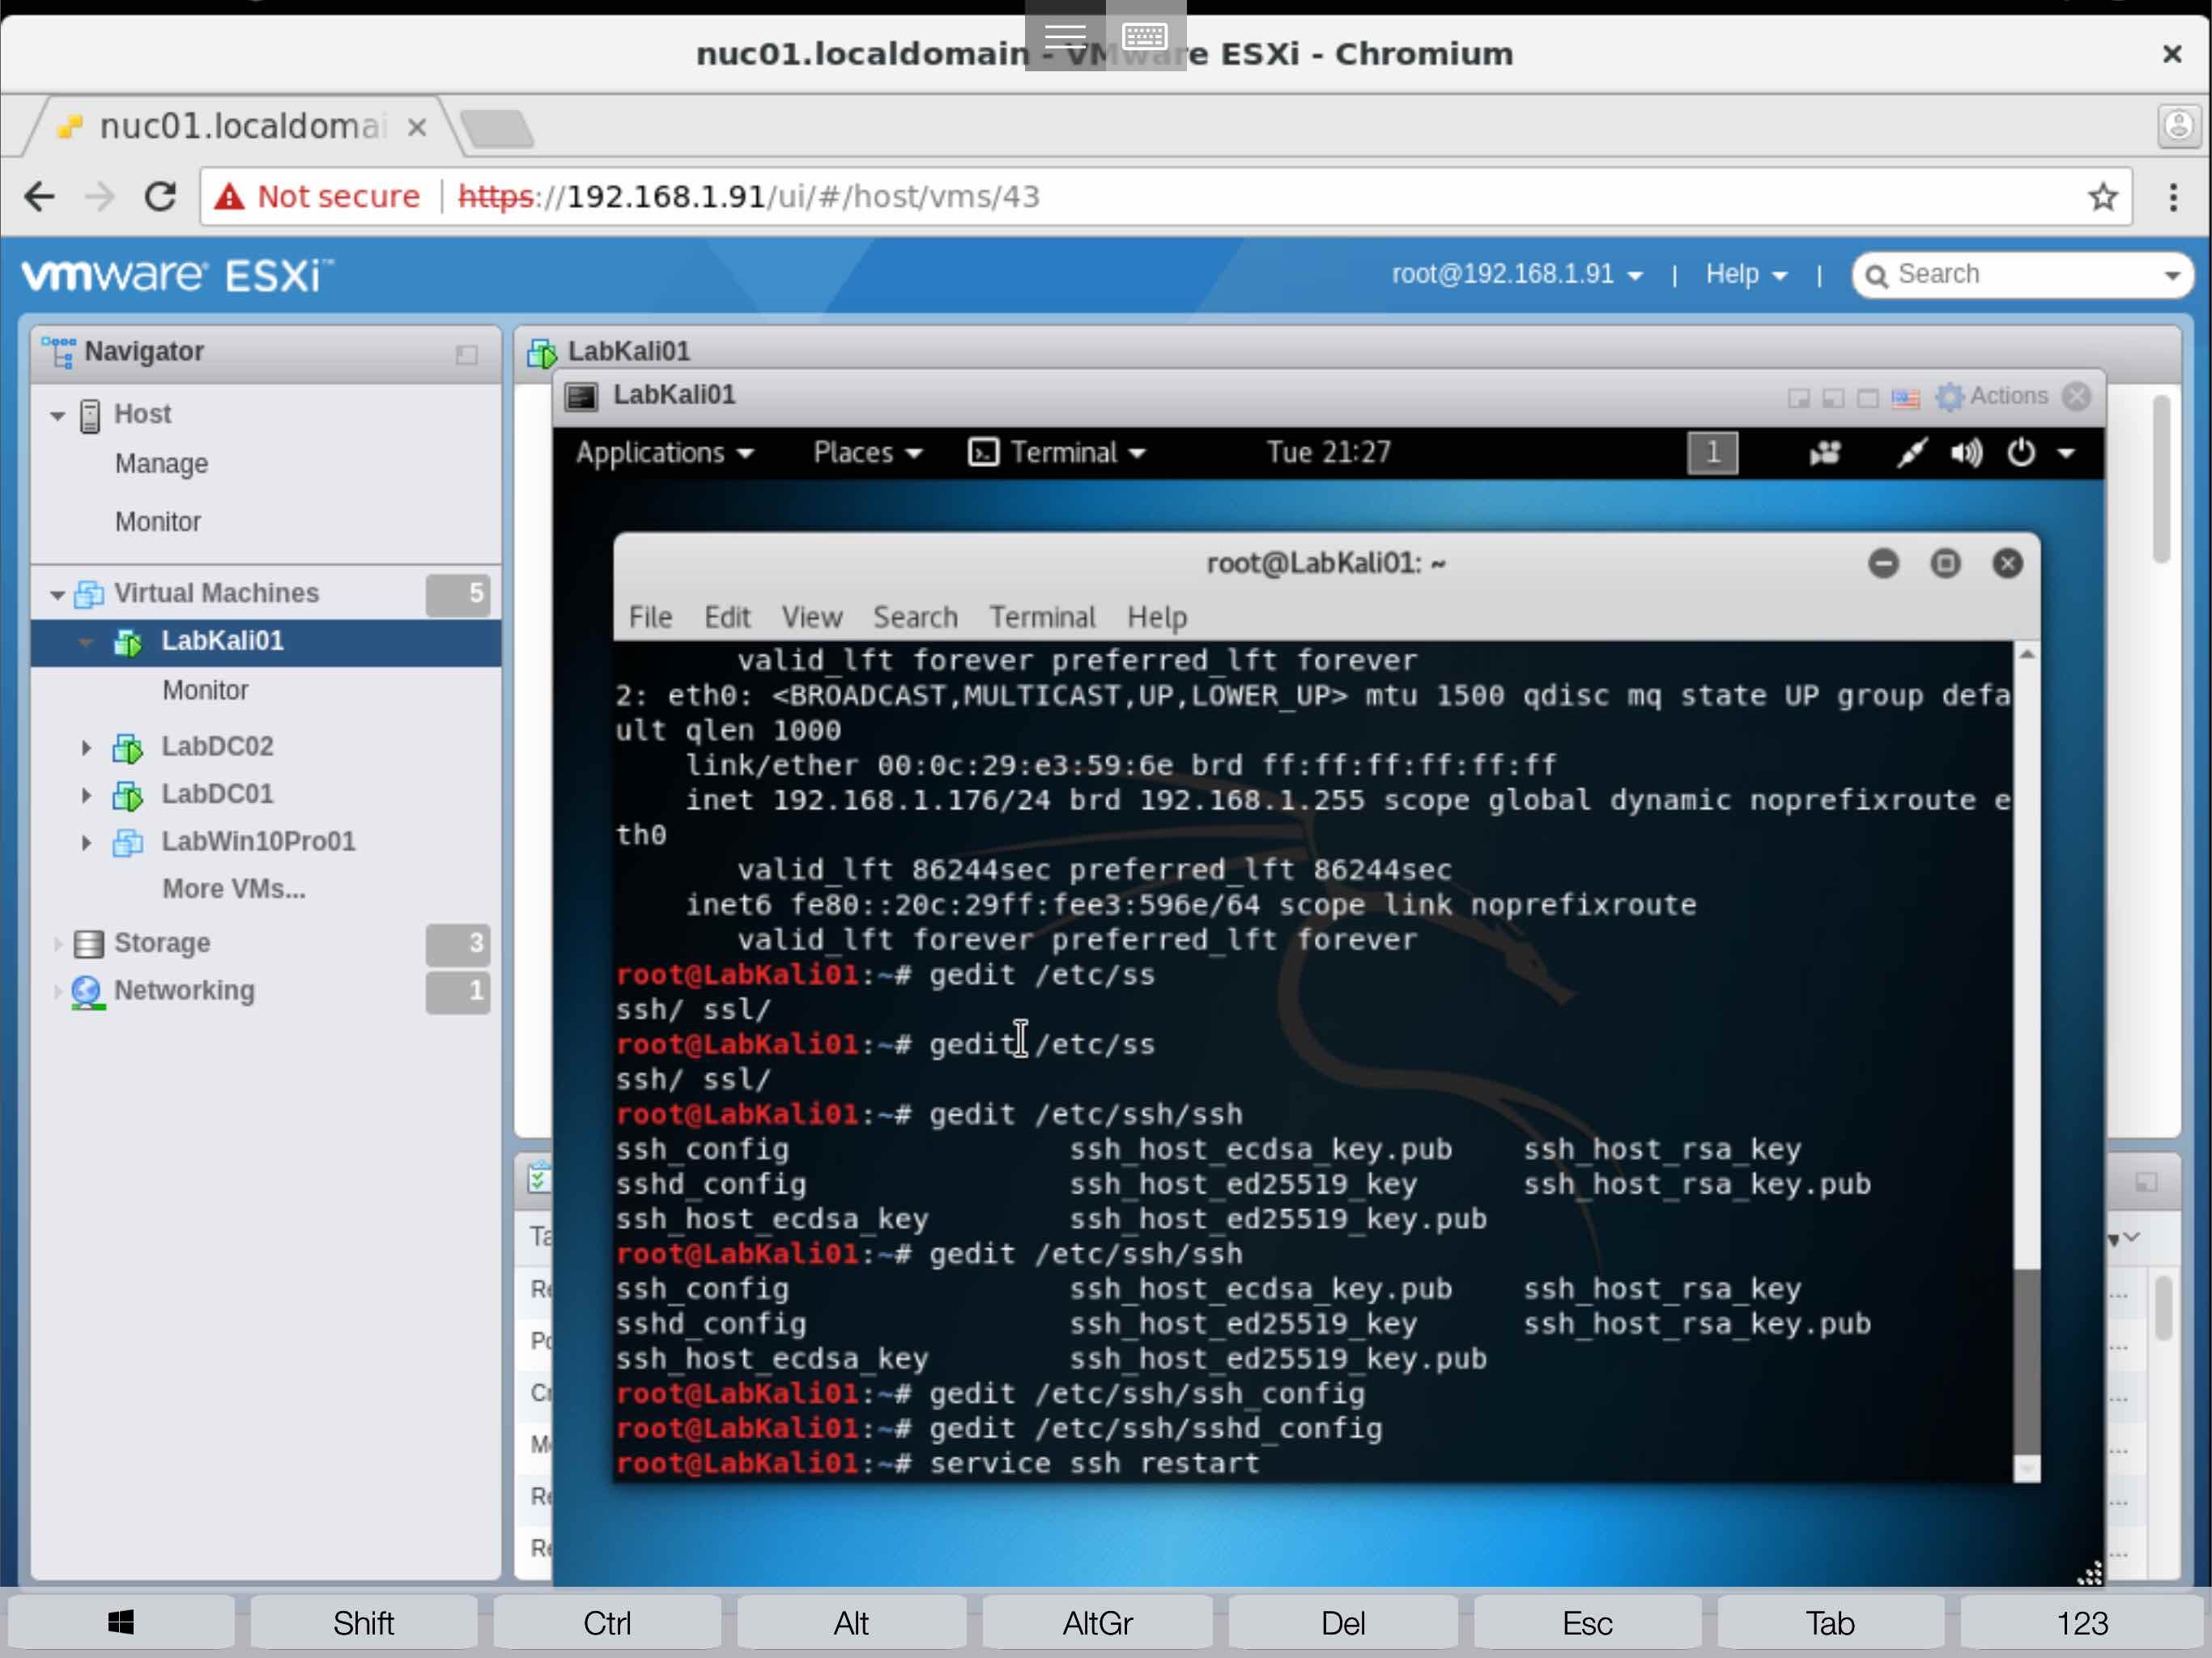 nuc01.localdomain - VMware ESXi - Chromium
nuc01.localdomai
Not secure https://192.168.1.91/ui/#/host/vms/43
vmware ESXi™
root@192.168.1.91 | Help | Search
Navigator
Host
Manage
Monitor
Virtual Machines 5
LabKali01
Monitor
LabDC02
LabDC01
LabWin10Pro01
More VMs...
Storage 3
Networking 1
LabKali01
LabKali01
Actions
Applications Places Terminal Tue 21:27 1
root@LabKali01: ~
File Edit View Search Terminal Help
valid_lft forever preferred_lft forever
2: eth0: <BROADCAST,MULTICAST,UP,LOWER_UP> mtu 1500 qdisc mq state UP group defa
ult qlen 1000
link/ether 00:0c:29:e3:59:6e brd ff:ff:ff:ff:ff:ff
inet 192.168.1.176/24 brd 192.168.1.255 scope global dynamic noprefixroute e
th0
valid_lft 86244sec preferred_lft 86244sec
inet6 fe80::20c:29ff:fee3:596e/64 scope link noprefixroute
valid_lft forever preferred_lft forever
root@LabKali01:~# gedit /etc/ss
ssh/ ssl/
root@LabKali01:~# gedit /etc/ss
ssh/ ssl/
root@LabKali01:~# gedit /etc/ssh/ssh
ssh_config ssh_host_ecdsa_key.pub ssh_host_rsa_key
sshd_config ssh_host_ed25519_key ssh_host_rsa_key.pub
ssh_host_ecdsa_key ssh_host_ed25519_key.pub
root@LabKali01:~# gedit /etc/ssh/ssh
ssh_config ssh_host_ecdsa_key.pub ssh_host_rsa_key
sshd_config ssh_host_ed25519_key ssh_host_rsa_key.pub
ssh_host_ecdsa_key ssh_host_ed25519_key.pub
root@LabKali01:~# gedit /etc/ssh/ssh_config
root@LabKali01:~# gedit /etc/ssh/sshd_config
root@LabKali01:~# service ssh restart
Shift Ctrl Alt AltGr Del Esc Tab 123